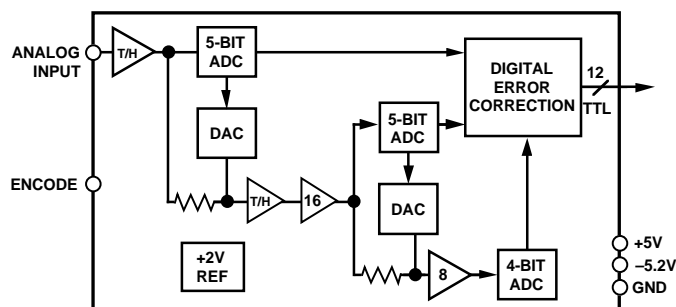 ANALOG
INPUT
T/H
5-BIT
ADC
DIGITAL
ERROR
CORRECTION
12
TTL
DAC
5-BIT
ADC
ENCODE
T/H
16
DAC
+2V
REF
8
4-BIT
ADC
+5V
–5.2V
GND